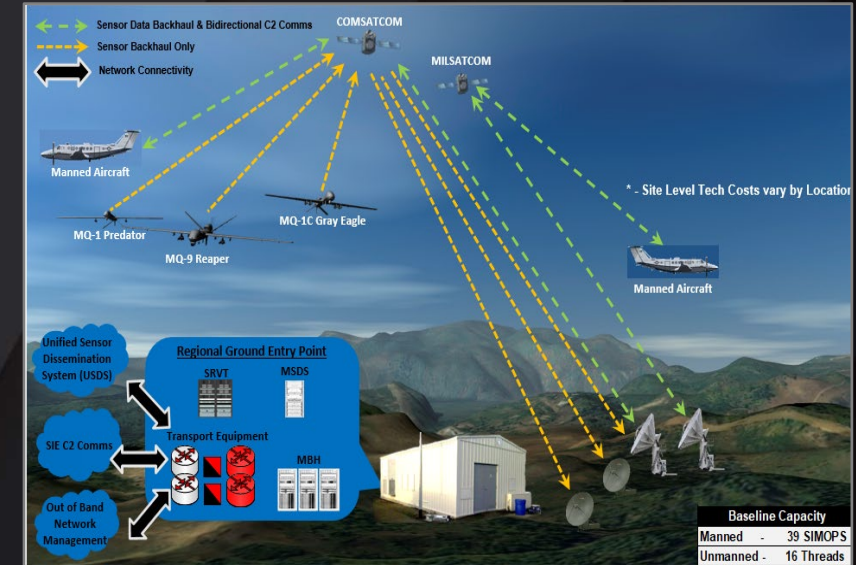 Sensor Data Backhaul & Bidirectional C2 Comms
Sensor Backhaul Only
Network Connectivity
COMSATCOM
MILSATCOM
Manned Aircraft
MQ-1 Predator
MQ-9 Reaper
MQ-1C Gray Eagle
* - Site Level Tech Costs vary by Location
Manned Aircraft
Unified Sensor
Dissemination
System (USDS)
SIE C2 Comms
Out of Band
Network
Management
Regional Ground Entry Point
SRVT
MSDS
Transport Equipment
MBH
Baseline Capacity
Manned - 39 SIMOPS
Unmanned - 16 Threads